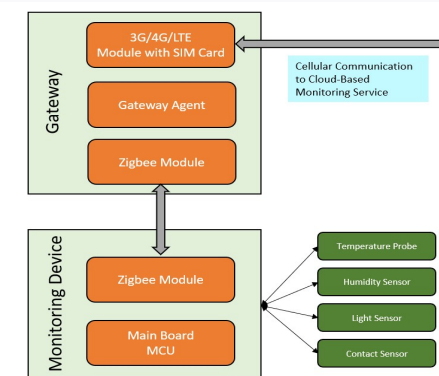 3G/4G/LTE
Module with SIM Card
Cellular Communication
to Cloud-Based
Monitoring Service
Gateway
Gateway Agent
Zigbee Module
Monitoring Device
Zigbee Module
Main Board
MCU
Temperature Probe
Humidity Sensor
Light Sensor
Contact Sensor